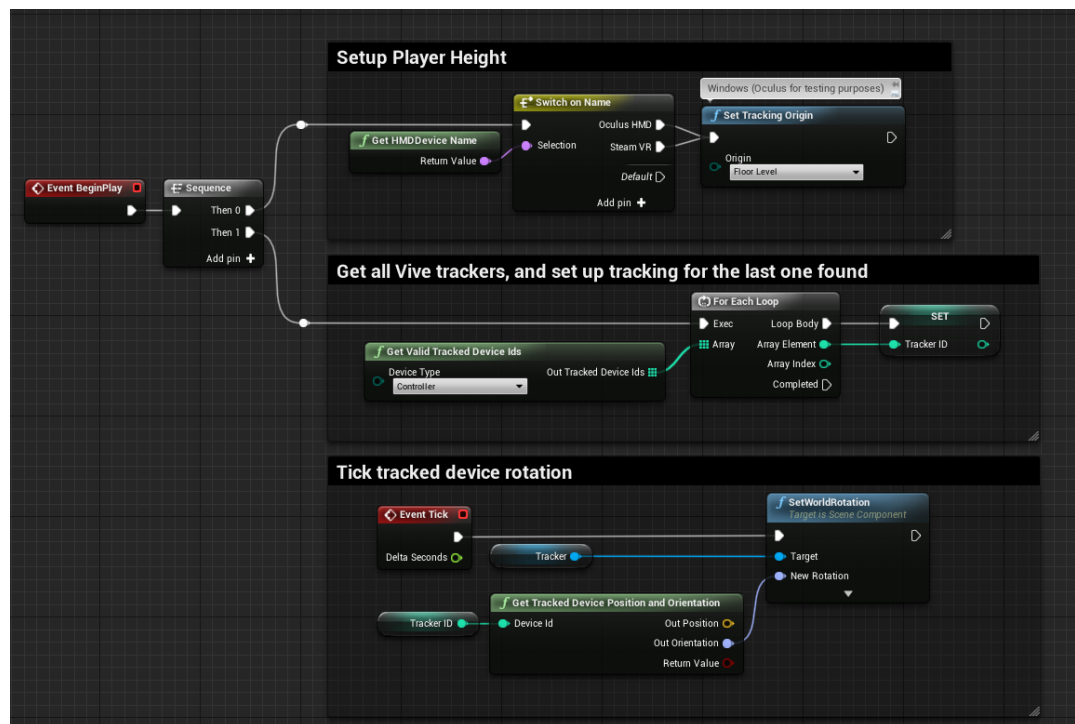 Setup Player Height
Windows (Oculus for testing purposes)
Switch on Name
Set Tracking Origin
Oculus HMD
Get HMDDevice Name
Selection
Steam VR
Return Value
Origin
Floor Level
Default
Add pin
Event BeginPlay
Sequence
Then 0
Then 1
Add pin
Get all Vive trackers, and set up tracking for the last one found
For Each Loop
SET
Exec
Loop Body
Get Valid Tracked Device Ids
Array
Array Element
Tracker ID
Device Type
Out Tracked Device Ids
Array Index
Controller
Completed
Tick tracked device rotation
SetWorldRotation
Target is Scene Component
Event Tick
Delta Seconds
Tracker
Target
New Rotation
Get Tracked Device Position and Orientation
Tracker ID
Device Id
Out Position
Out Orientation
Return Value